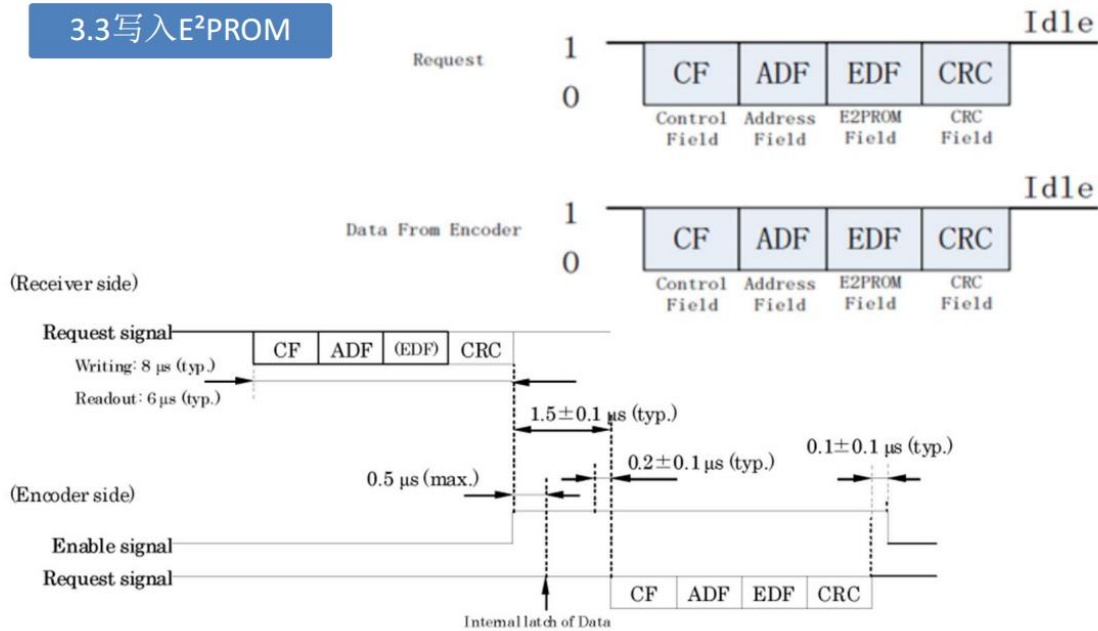 3.3写入E²PROM
Idle
Request
1
0
CF ADF EDF CRC
Control Field
Address Field
E2PROM Field
CRC Field
Idle
Data From Encoder
1
0
CF ADF EDF CRC
Control Field
Address Field
E2PROM Field
CRC Field
(Receiver side)
Request signal
CF ADF (EDF) CRC
Writing: 8 μs (typ.)
Readout: 6 μs (typ.)
1.5±0.1 μs (typ.)
0.1±0.1 μs (typ.)
0.2±0.1 μs (typ.)
0.5 μs (max.)
(Encoder side)
Enable signal
Request signal
CF ADF EDF CRC
Internal latch of Data